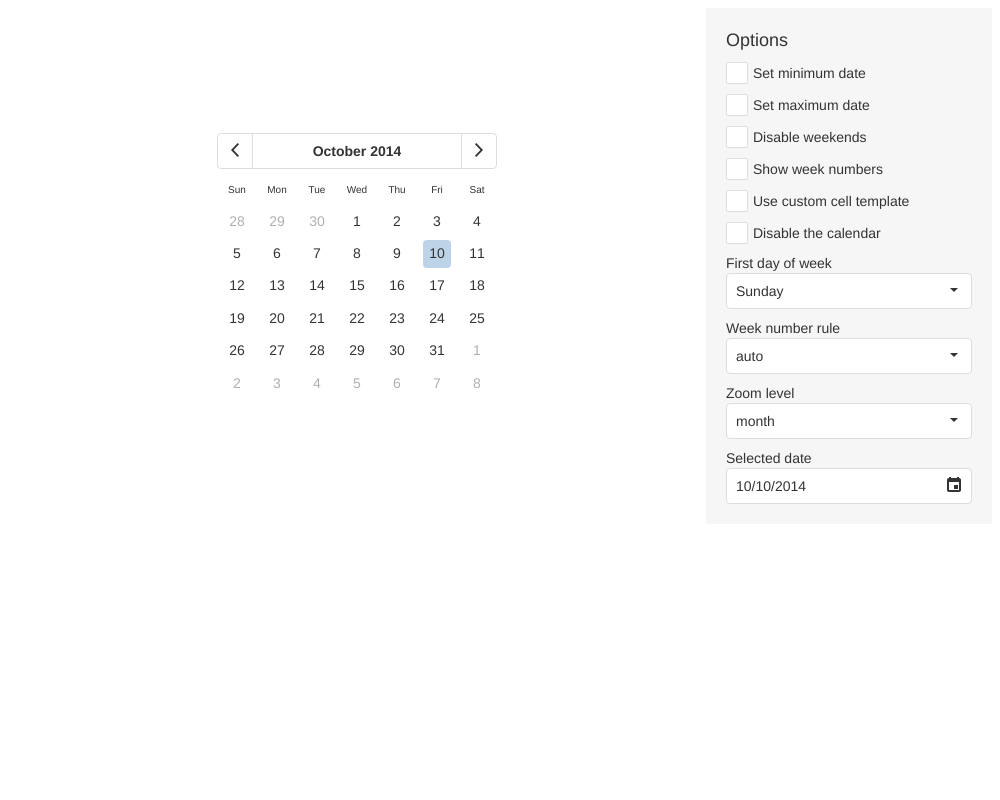 October 2014
Sun Mon Tue Wed Thu Fri Sat
28 29 30 1 2 3 4
5 6 7 8 9 10 11
12 13 14 15 16 17 18
19 20 21 22 23 24 25
26 27 28 29 30 31 1
2 3 4 5 6 7 8
Options
Set minimum date
Set maximum date
Disable weekends
Show week numbers
Use custom cell template
Disable the calendar
First day of week
Sunday
Week number rule
auto
Zoom level
month
Selected date
10/10/2014